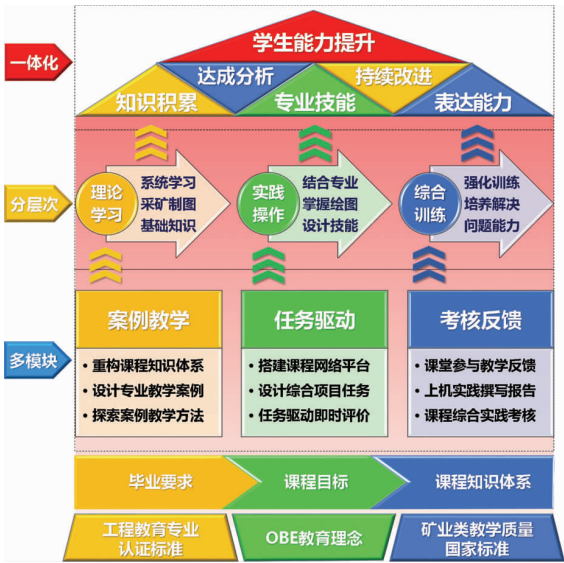 一体化
学生能力提升
达成分析
持续改进
知识积累
专业技能
表达能力
分层次
理论
学习
系统学习
采矿制图
基础知识
实践
操作
结合专业
掌握绘图
设计技能
综合
训练
强化训练
培养解决
问题能力
多模块
案例教学
• 重构课程知识体系
• 设计专业教学案例
• 探索案例教学方法
任务驱动
• 搭建课程网络平台
• 设计综合项目任务
• 任务驱动即时评价
考核反馈
• 课堂参与教学反馈
• 上机实践撰写报告
• 课程综合实践考核
毕业要求
课程目标
课程知识体系
工程教育专业
认证标准
OBE教育理念
矿业类教学质量
国家标准